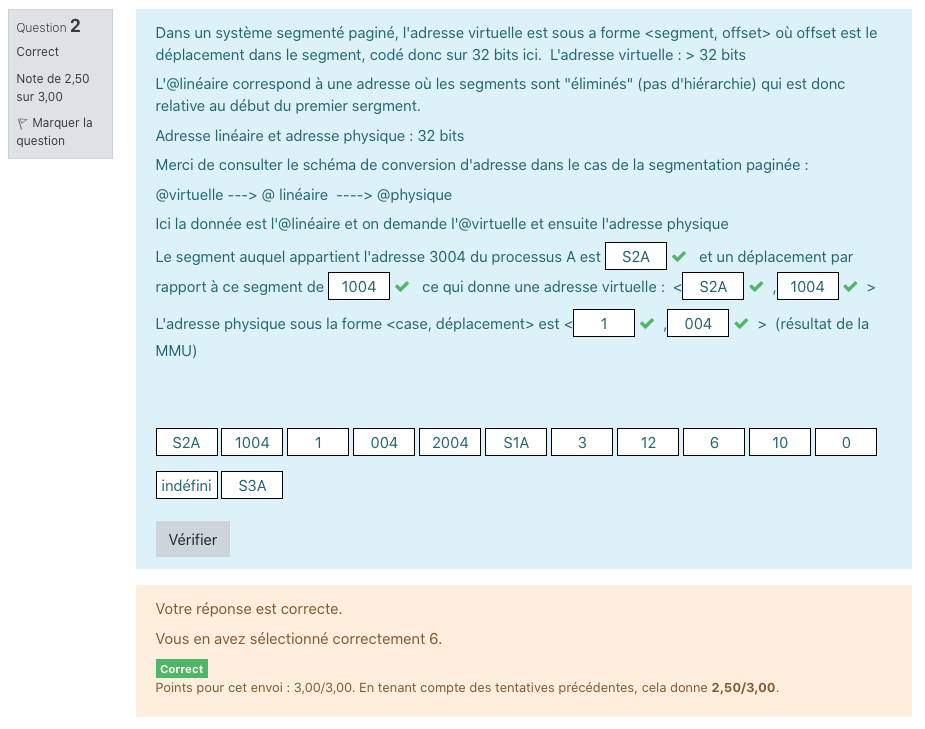 Question 2
Correct
Note de 2,50
sur 3,00
Marquer la
question
Dans un système segmenté paginé, l'adresse virtuelle est sous a forme <segment, offset> où offset est le
déplacement dans le segment, codé donc sur 32 bits ici.  L'adresse virtuelle : > 32 bits
L'@linéaire correspond à une adresse où les segments sont "éliminés" (pas d'hiérarchie) qui est donc
relative au début du premier sergment.
Adresse linéaire et adresse physique : 32 bits
Merci de consulter le schéma de conversion d'adresse dans le cas de la segmentation paginée :
@virtuelle ---> @ linéaire  ----> @physique
Ici la donnée est l'@linéaire et on demande l'@virtuelle et ensuite l'adresse physique
Le segment auquel appartient l'adresse 3004 du processus A est S2A et un déplacement par
rapport à ce segment de 1004 ce qui donne une adresse virtuelle : < S2A , 1004 >
L'adresse physique sous la forme <case, déplacement> est < 1 , 004 > (résultat de la
MMU)
S2A 1004 1 004 2004 S1A 3 12 6 10 0
indéfini S3A
Vérifier
Votre réponse est correcte.
Vous en avez sélectionné correctement 6.
Correct
Points pour cet envoi : 3,00/3,00. En tenant compte des tentatives précédentes, cela donne 2,50/3,00.